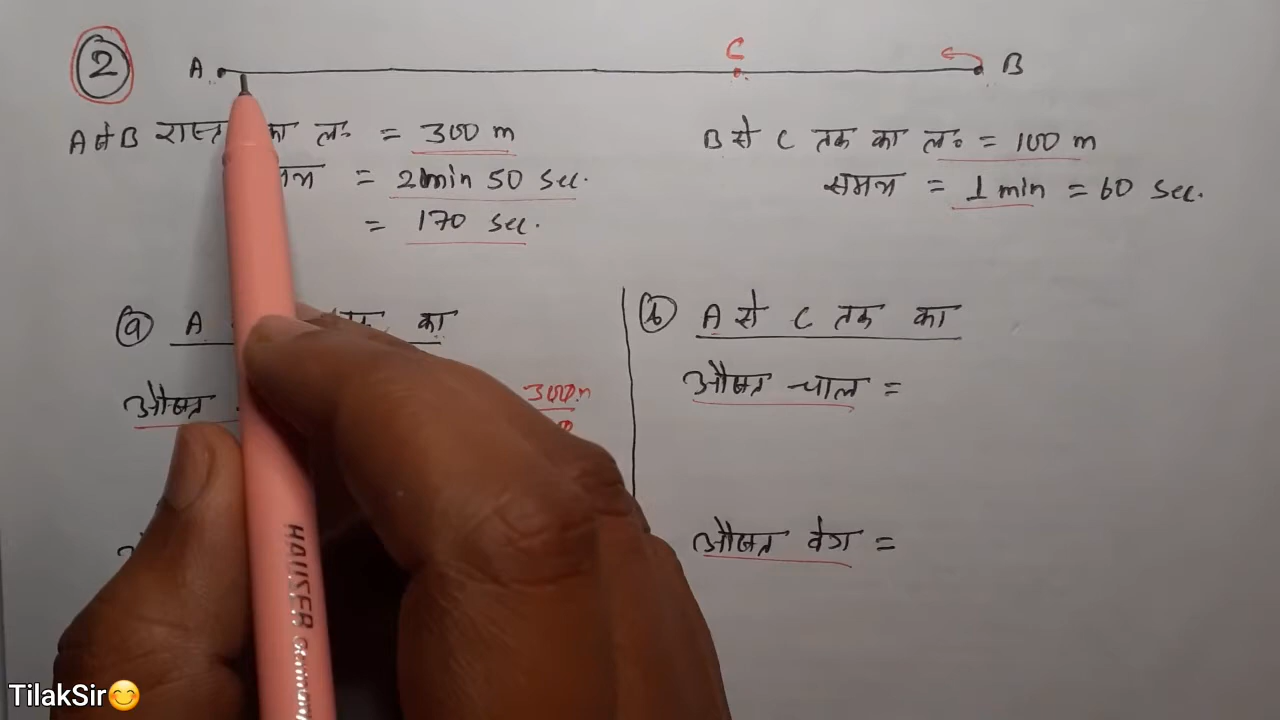 2
A
C
B
A से B का ल॰ = 300 m
= 2min 50 sec.
= 170 sec.
B से C तक का ल॰ = 100 m
समय = 1 min = 60 sec.
a A का
औसत
300m
b A से C तक का
औसत चाल =
औसत वेग =
HAUSER
TilakSir😊